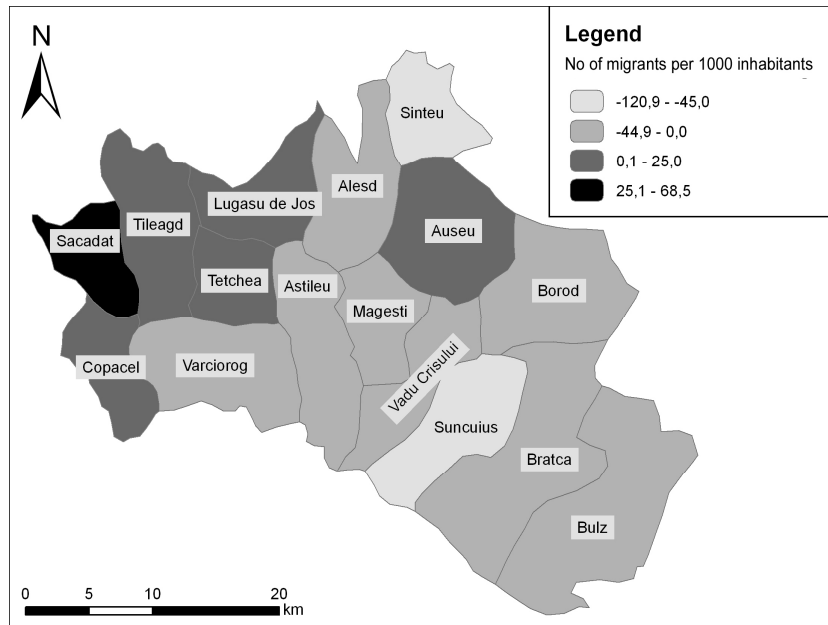 N
Legend
No of migrants per 1000 inhabitants
-120,9 - -45,0
-44,9 - 0,0
0,1 - 25,0
25,1 - 68,5
Sinteu
Alesd
Lugasu de Jos
Tileagd
Sacadat
Auseu
Tetchea
Astileu
Borod
Magesti
Copacel
Varciorog
Vadu Crisului
Suncuius
Bratca
Bulz
0 5 10 20
km